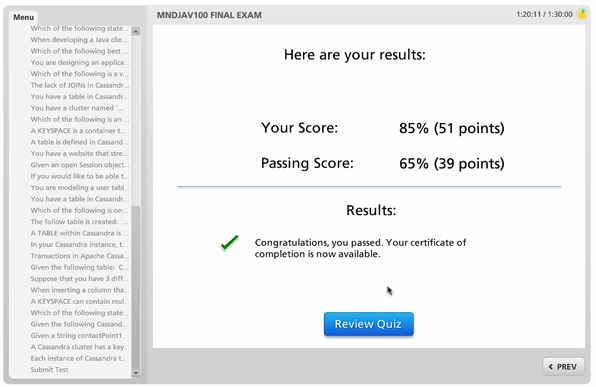 Menu
MNDJAV100 FINAL EXAM
1:20:11 / 1:30:00
Which of the following state...
When developing a Java clie...
Which of the following best ...
You are designing an applica...
Which of the following is a v...
The lack of JOINs in Cassandr...
You have a table in Cassandr...
You have a cluster named '...
Which of the following is an ...
A KEYSPACE is a container t...
A table is defined in Cassand...
You have a website that stre...
Given an open Session object...
If you would like to be able t...
You are modeling a user tabl...
You have a table in Cassandr...
Which of the following is on...
The follow table is created: ...
A TABLE within Cassandra is ...
In your Cassandra instance, t...
Transactions in Apache Cassa...
Given the following table: C...
Suppose that you have 3 diff...
When inserting a column tha...
A KEYSPACE can contain mul...
Which of the following state...
Given the following Cassand...
Given a String contactPoint1 ...
A Cassandra cluster has a key...
Each instance of Cassandra t...
Submit Test
Here are your results:
Your Score: 85% (51 points)
Passing Score: 65% (39 points)
Results:
Congratulations, you passed. Your certificate of
completion is now available.
Review Quiz
PREV